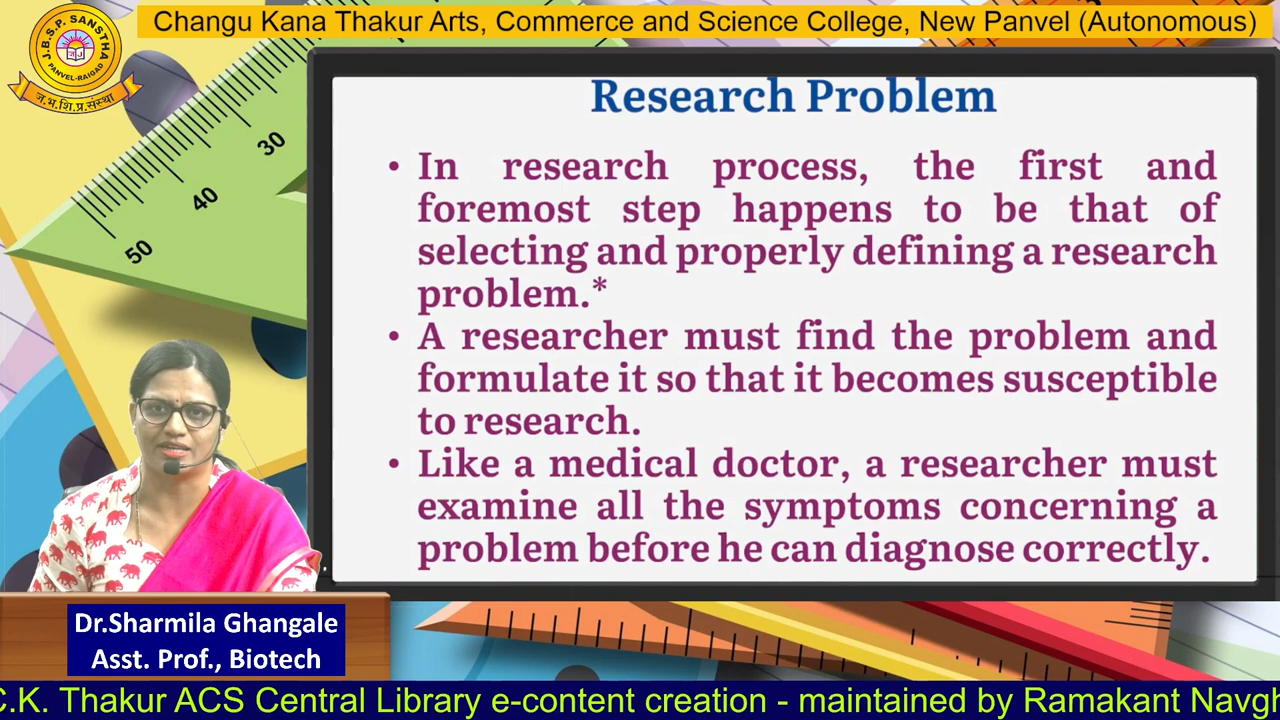 Changu Kana Thakur Arts, Commerce and Science College, New Panvel (Autonomous)
J.B.S.P. SANSTHA
PANVEL-RAIGAD
ज.भ.शि.प्र.संस्था
30
40
50
Research Problem
• In research process, the first and
foremost step happens to be that of
selecting and properly defining a research
problem.*
• A researcher must find the problem and
formulate it so that it becomes susceptible
to research.
• Like a medical doctor, a researcher must
examine all the symptoms concerning a
problem before he can diagnose correctly.
Dr.Sharmila Ghangale
Asst. Prof., Biotech
C.K. Thakur ACS Central Library e-content creation - maintained by Ramakant Navgh